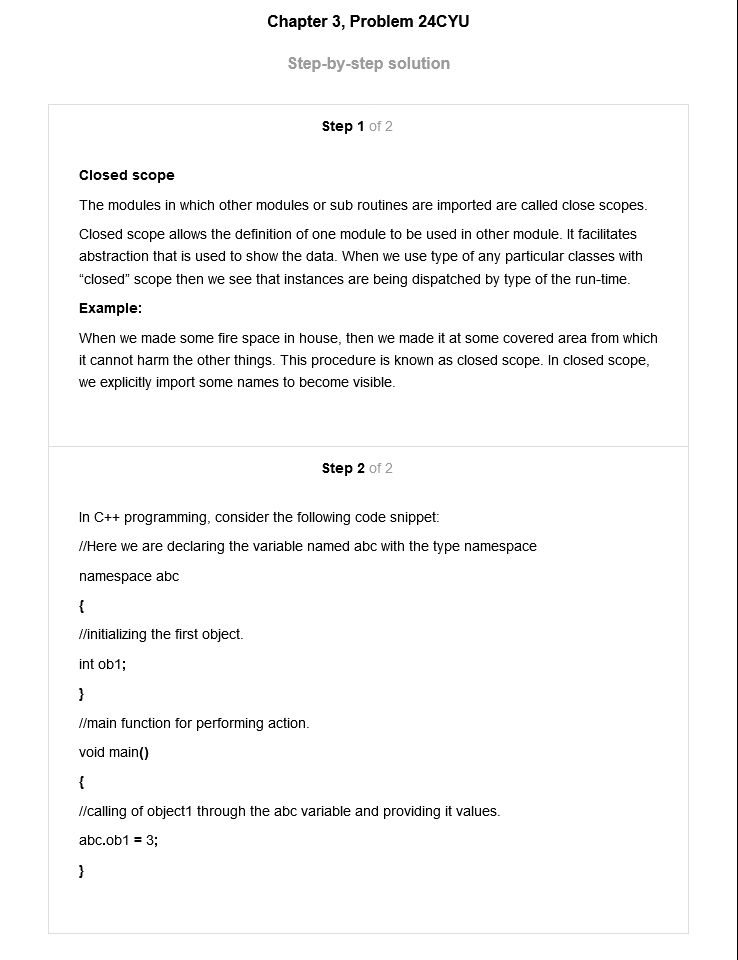 Chapter 3, Problem 24CYU
Step-by-step solution
Step 1 of 2
Closed scope
The modules in which other modules or sub routines are imported are called close scopes.
Closed scope allows the definition of one module to be used in other module. It facilitates
abstraction that is used to show the data. When we use type of any particular classes with
“closed” scope then we see that instances are being dispatched by type of the run-time.
Example:
When we made some fire space in house, then we made it at some covered area from which
it cannot harm the other things. This procedure is known as closed scope. In closed scope,
we explicitly import some names to become visible.
Step 2 of 2
In C++ programming, consider the following code snippet:
//Here we are declaring the variable named abc with the type namespace
namespace abc
{
//initializing the first object.
int ob1;
}
//main function for performing action.
void main()
{
//calling of object1 through the abc variable and providing it values.
abc.ob1 = 3;
}